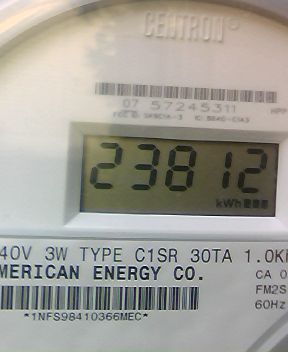 CENTRON
07 57245311
23812
kWh
40V 3W TYPE C1SR 30TA 1.0K
MERICAN ENERGY CO.
CA 0
FM2S
60Hz
*1NFS98410366MEC*